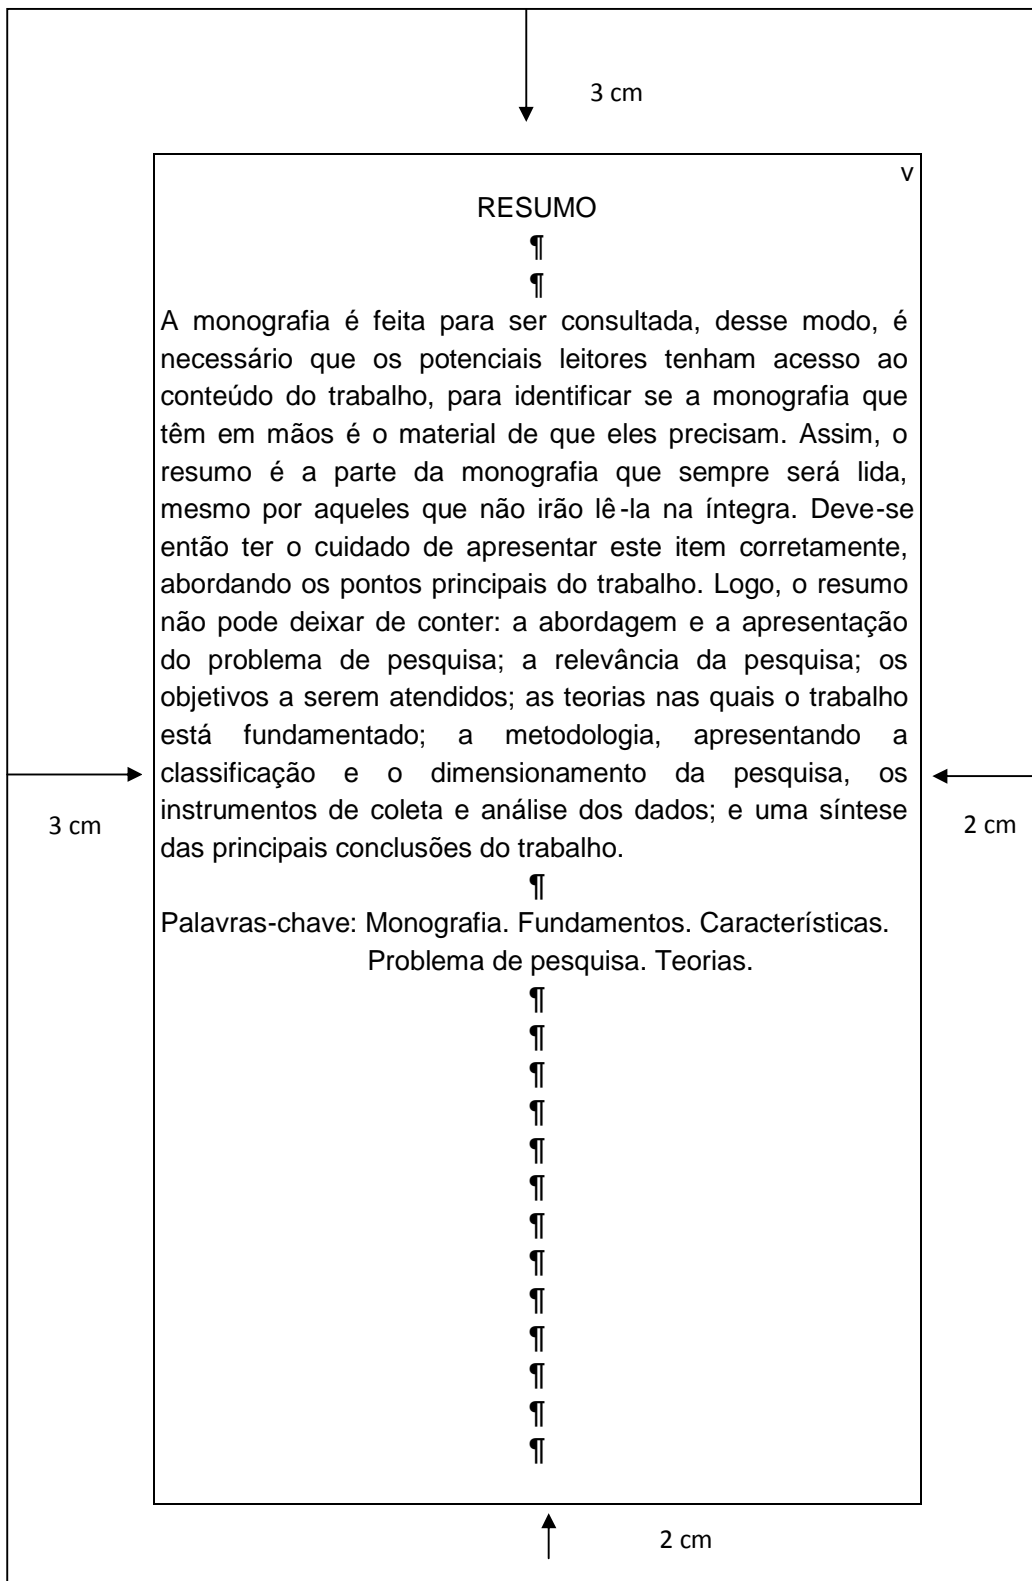 3 cm
v
RESUMO
¶
¶
A monografia é feita para ser consultada, desse modo, é
necessário que os potenciais leitores tenham acesso ao
conteúdo do trabalho, para identificar se a monografia que
têm em mãos é o material de que eles precisam. Assim, o
resumo é a parte da monografia que sempre será lida,
mesmo por aqueles que não irão lê-la na íntegra. Deve-se
então ter o cuidado de apresentar este item corretamente,
abordando os pontos principais do trabalho. Logo, o resumo
não pode deixar de conter: a abordagem e a apresentação
do problema de pesquisa; a relevância da pesquisa; os
objetivos a serem atendidos; as teorias nas quais o trabalho
está fundamentado; a metodologia, apresentando a
classificação e o dimensionamento da pesquisa, os
instrumentos de coleta e análise dos dados; e uma síntese
das principais conclusões do trabalho.
3 cm
2 cm
¶
Palavras-chave: Monografia. Fundamentos. Características.
Problema de pesquisa. Teorias.
¶
¶
¶
¶
¶
¶
¶
¶
¶
¶
¶
¶
¶
2 cm